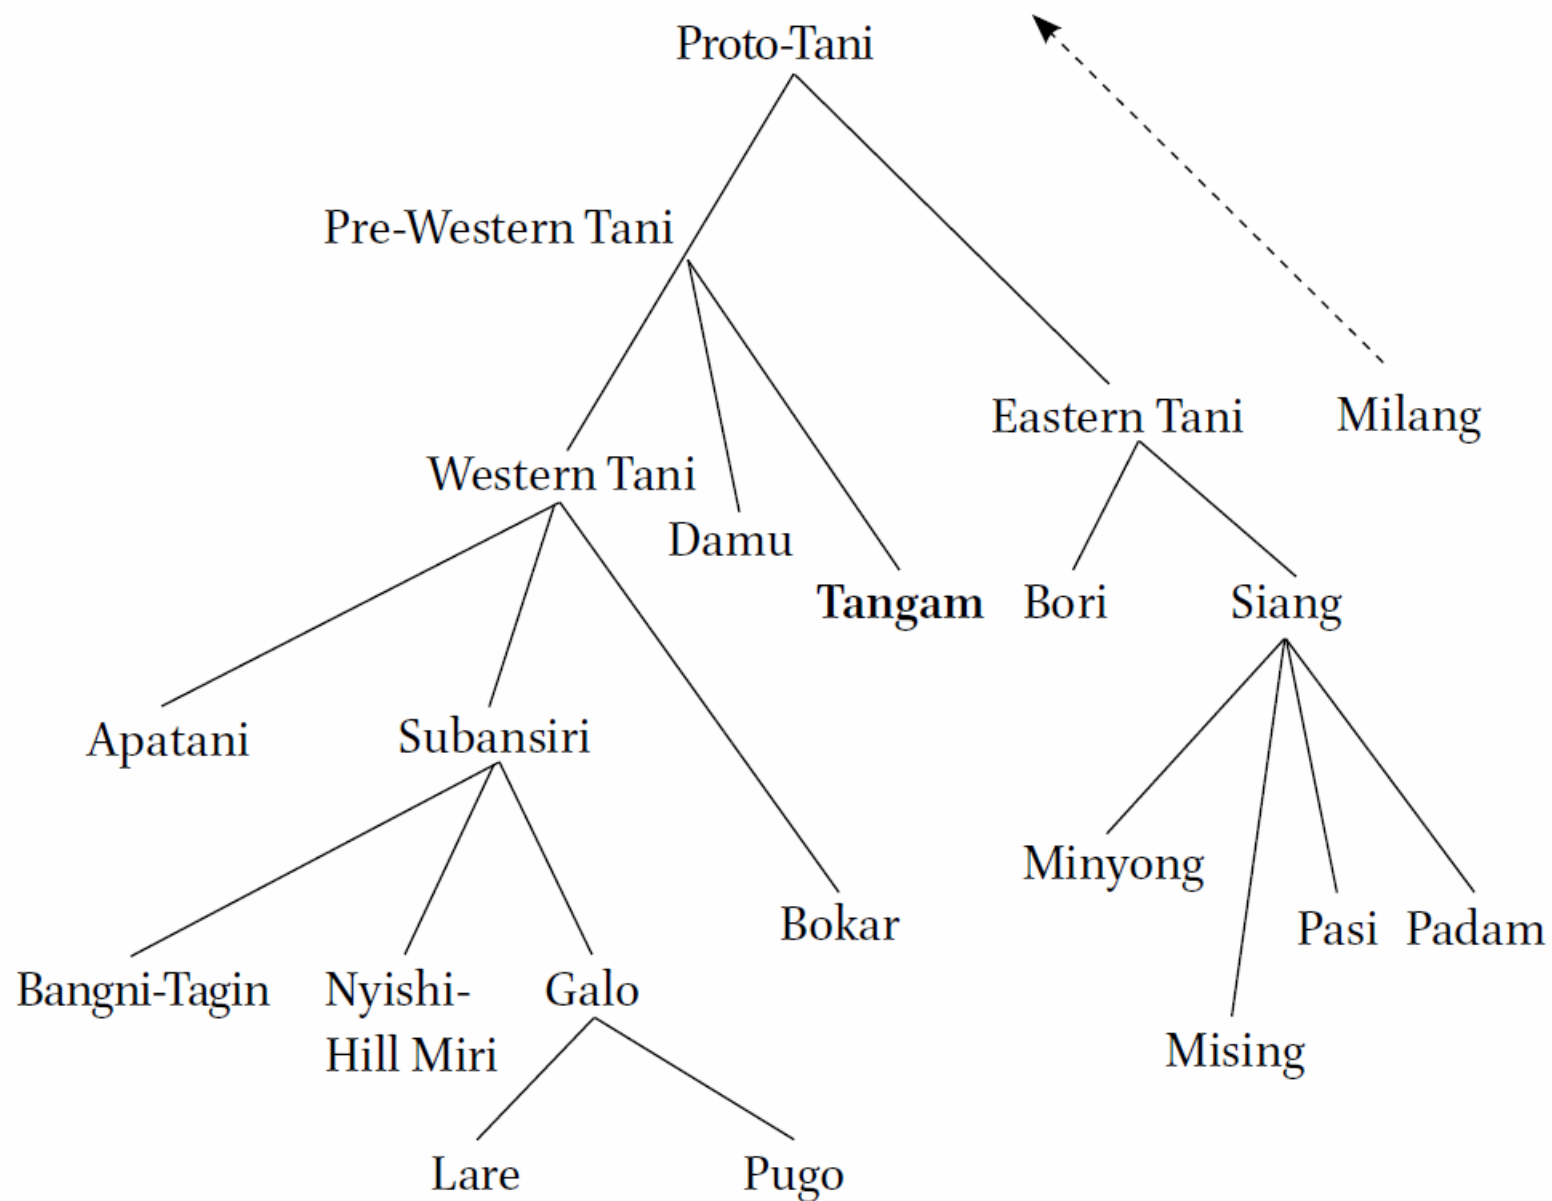 Proto-Tani
Pre-Western Tani
Eastern Tani
Milang
Western Tani
Damu
Tangam
Bori
Siang
Apatani
Subansiri
Minyong
Bokar
Pasi
Padam
Bangni-Tagin
Nyishi-
Hill Miri
Galo
Mising
Lare
Pugo